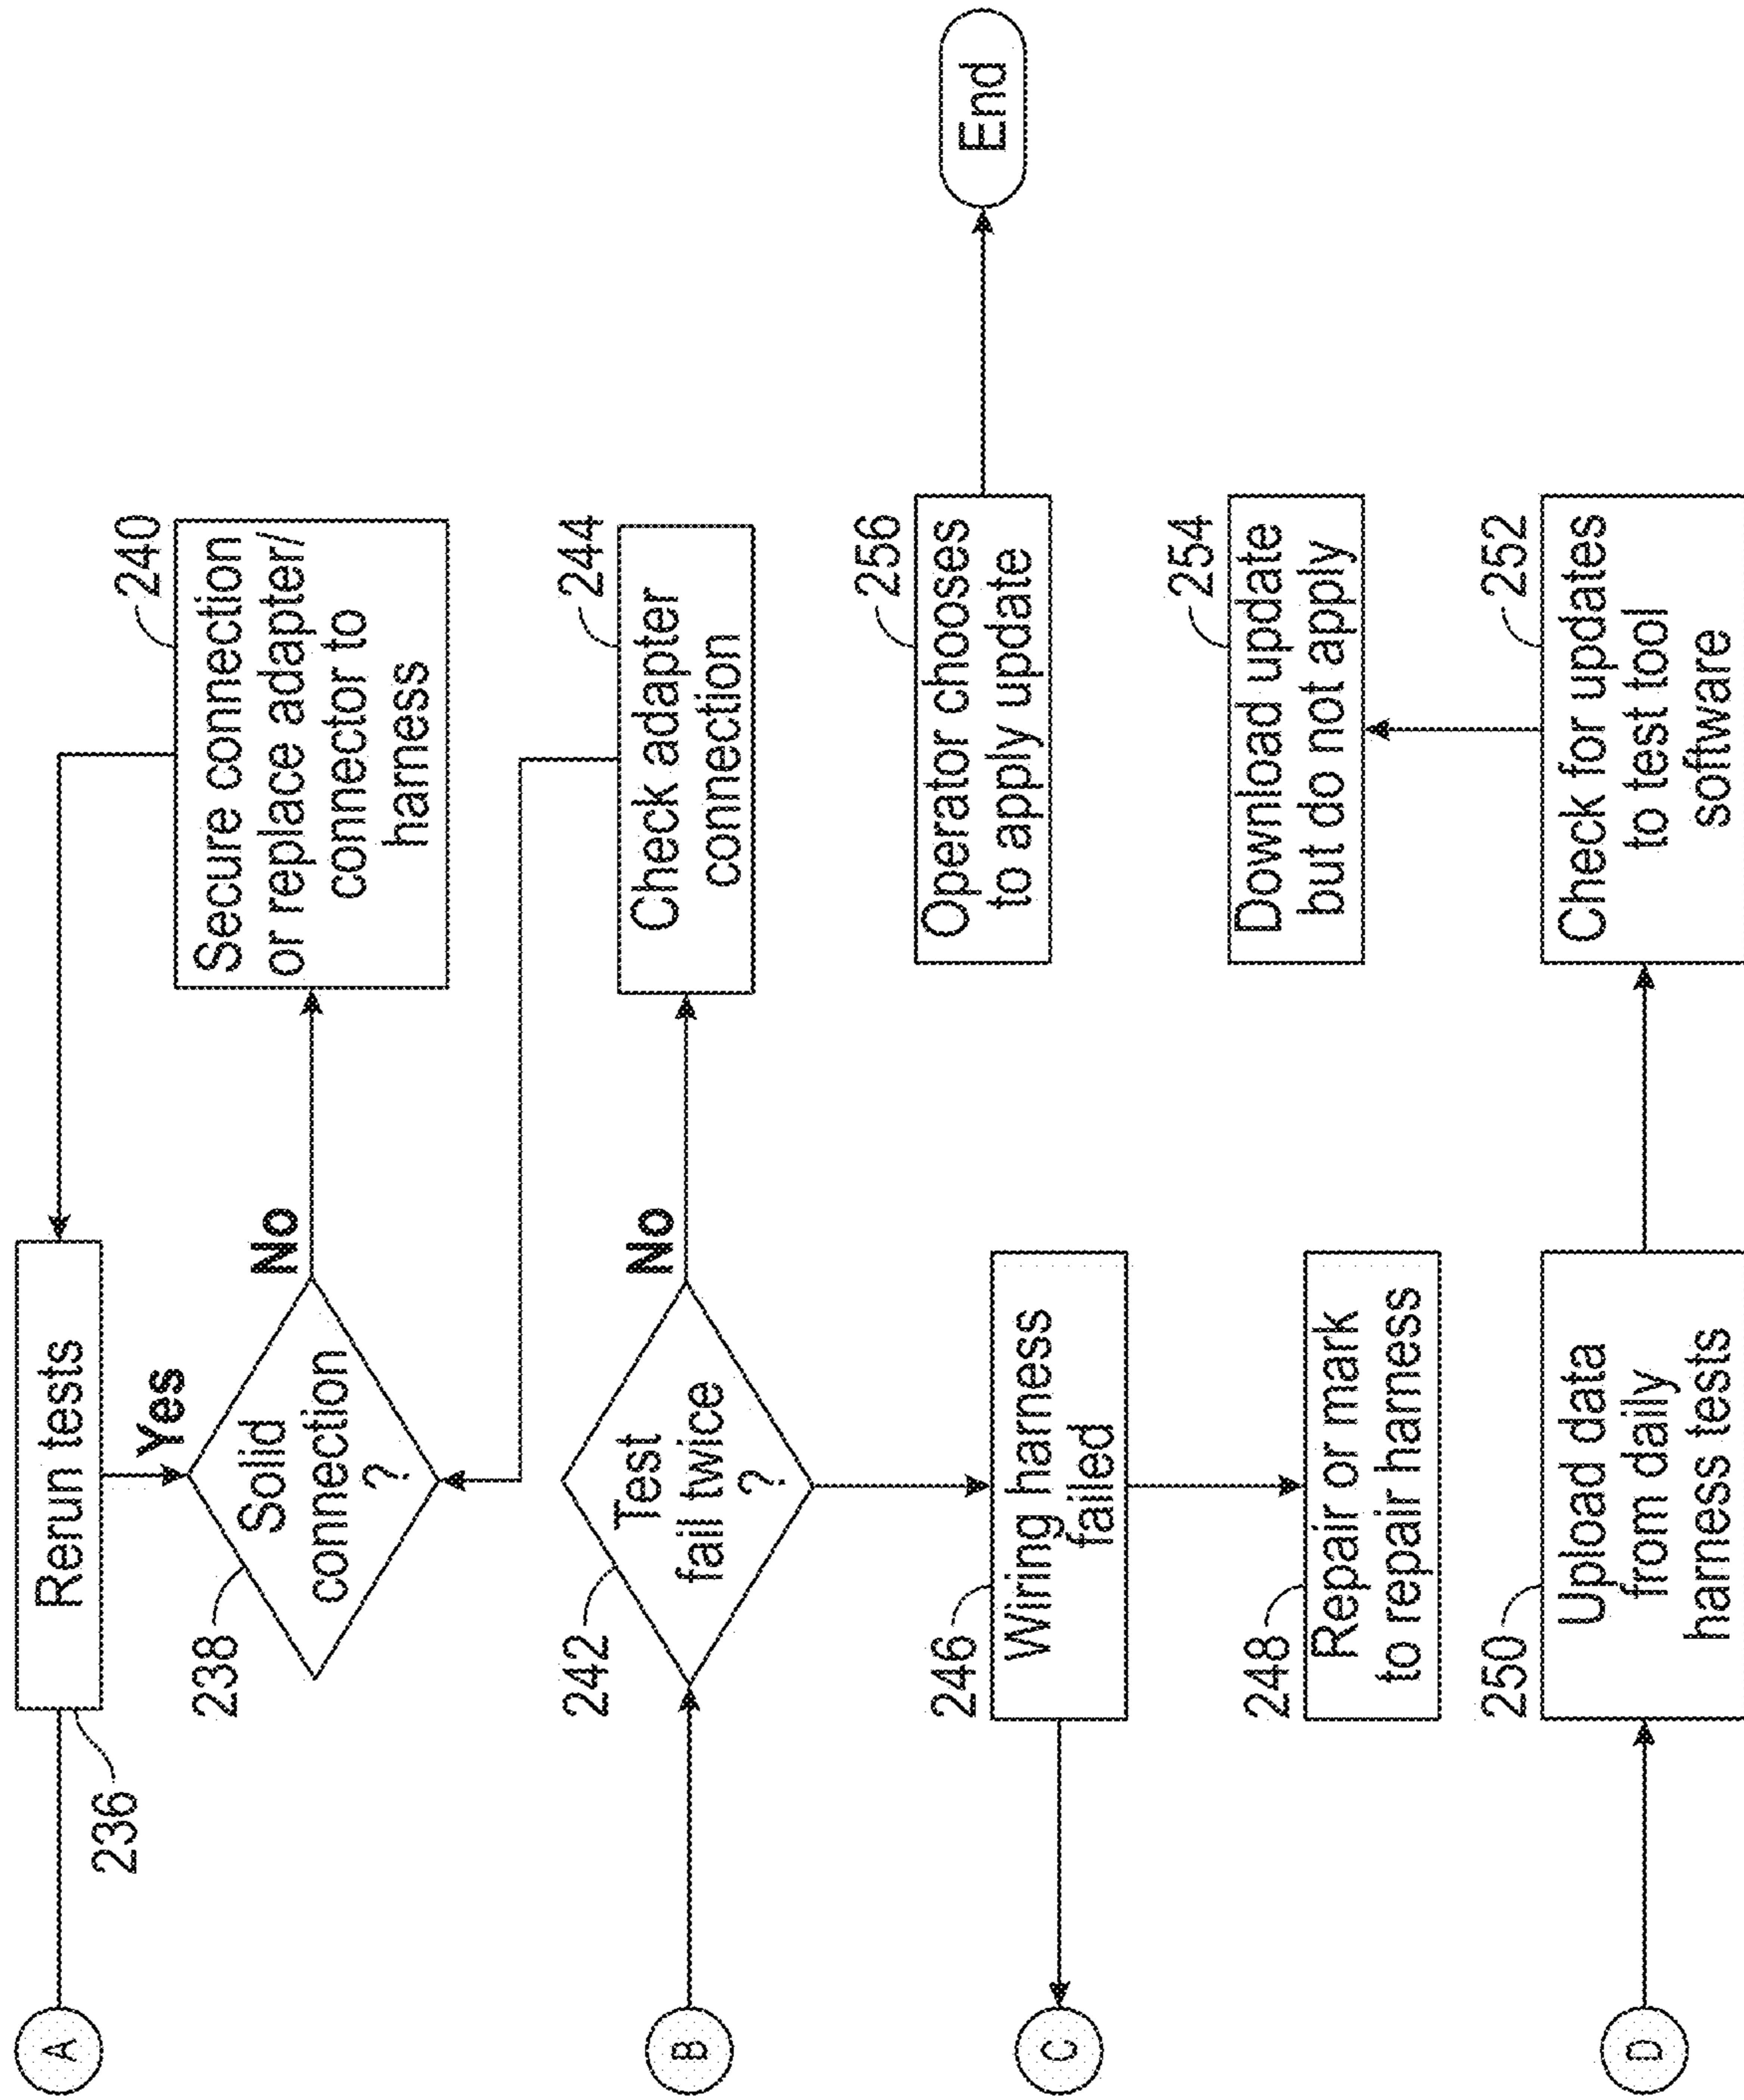 A
236
Rerun tests
Yes
238
Solid
connection
?
No
240
Secure connection
or replace adapter/
connector to
harness
B
242
Test
fail twice
?
No
244
Check adapter
connection
C
246
Wiring harness
failed
256
Operator chooses
to apply update
End
248
Repair or mark
to repair harness
254
Download update
but do not apply
D
250
Upload data
from daily
harness tests
252
Check for updates
to test tool
software